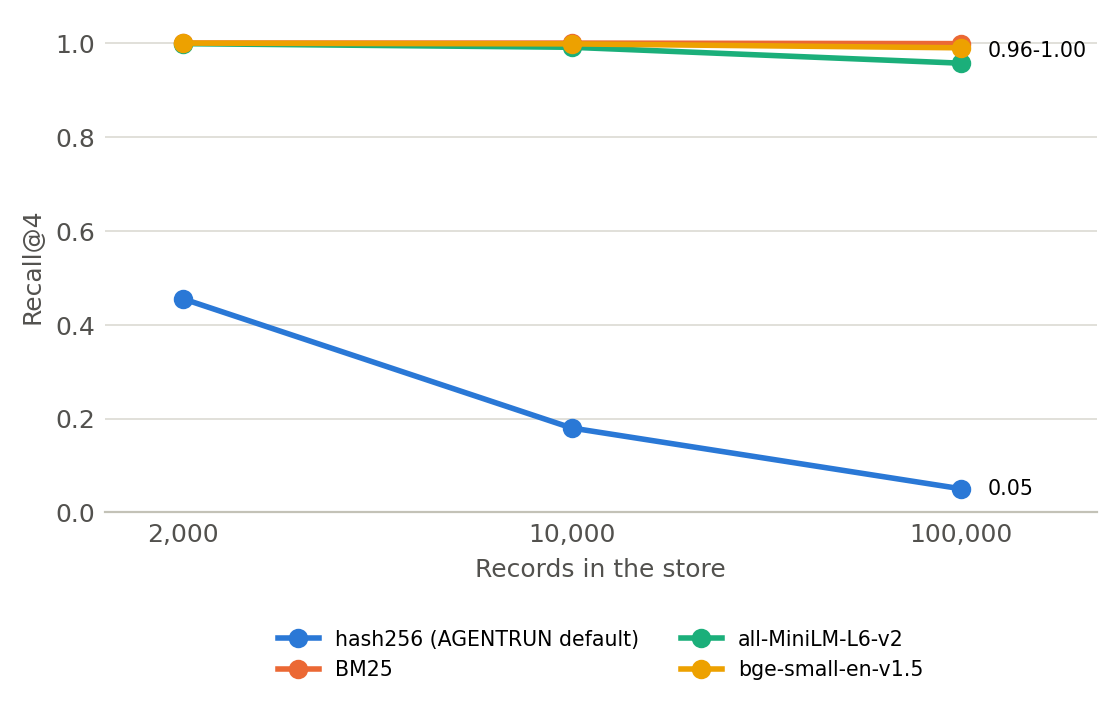 1.0
0.96-1.00
0.8
0.6
Recall@4
0.4
0.2
0.05
0.0
2,000 10,000 100,000
Records in the store
hash256 (AGENTRUN default) all-MiniLM-L6-v2
BM25 bge-small-en-v1.5